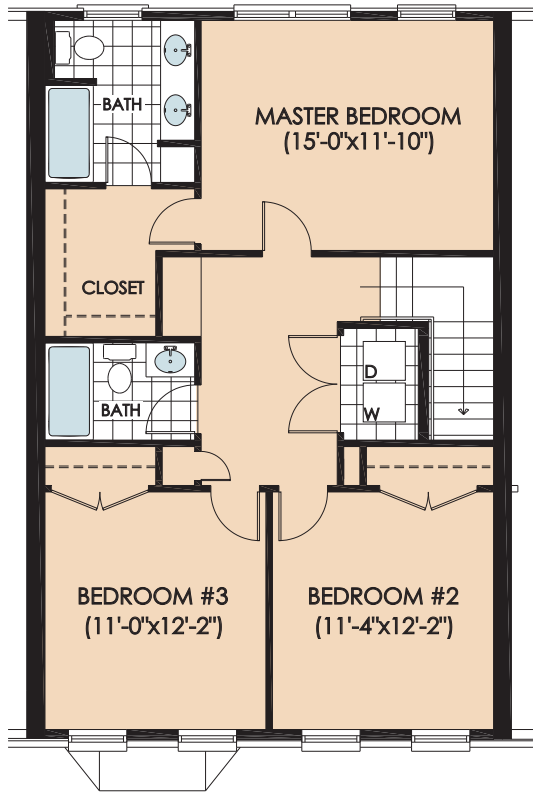 BATH
MASTER BEDROOM
(15'-0"x11'-10")
CLOSET
D
W
BATH
BEDROOM #3
(11'-0"x12'-2")
BEDROOM #2
(11'-4"x12'-2")